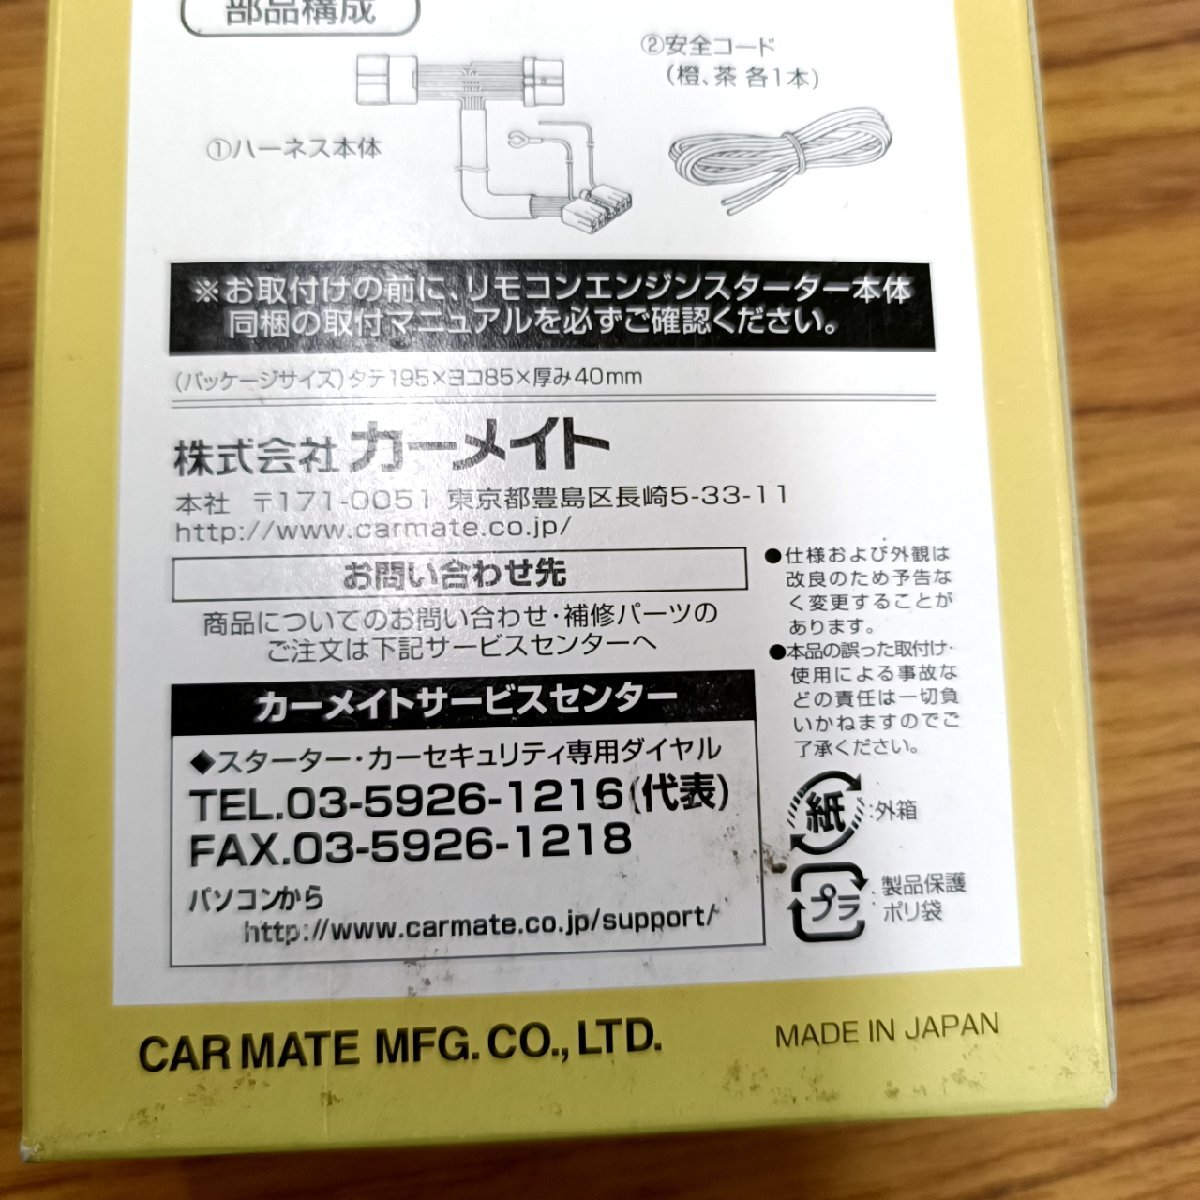 部品構成
②安全コード
(橙、茶 各1本)
①ハーネス本体
※お取付けの前に、リモコンエンジンスターター本体
同梱の取付マニュアルを必ずご確認ください。
(パッケージサイズ)タテ195×ヨコ85×厚み40mm
株式会社 カーメイト
本社 〒171-0051 東京都豊島区長崎5-33-11
http://www.carmate.co.jp/
お問い合わせ先
商品についてのお問い合わせ・補修パーツの
ご注文は下記サービスセンターへ
カーメイトサービスセンター
◆スターター・カーセキュリティ専用ダイヤル
TEL.03-5926-1216(代表)
FAX.03-5926-1218
パソコンから
http://www.carmate.co.jp/support/
●仕様および外観は
改良のため予告な
く変更することが
あります。
●本品の誤った取付け・
使用による事故な
どの責任は一切負
いかねますのでご
了承ください。
紙:外箱
プラ:製品保護
ポリ袋
CAR MATE MFG. CO., LTD.
MADE IN JAPAN